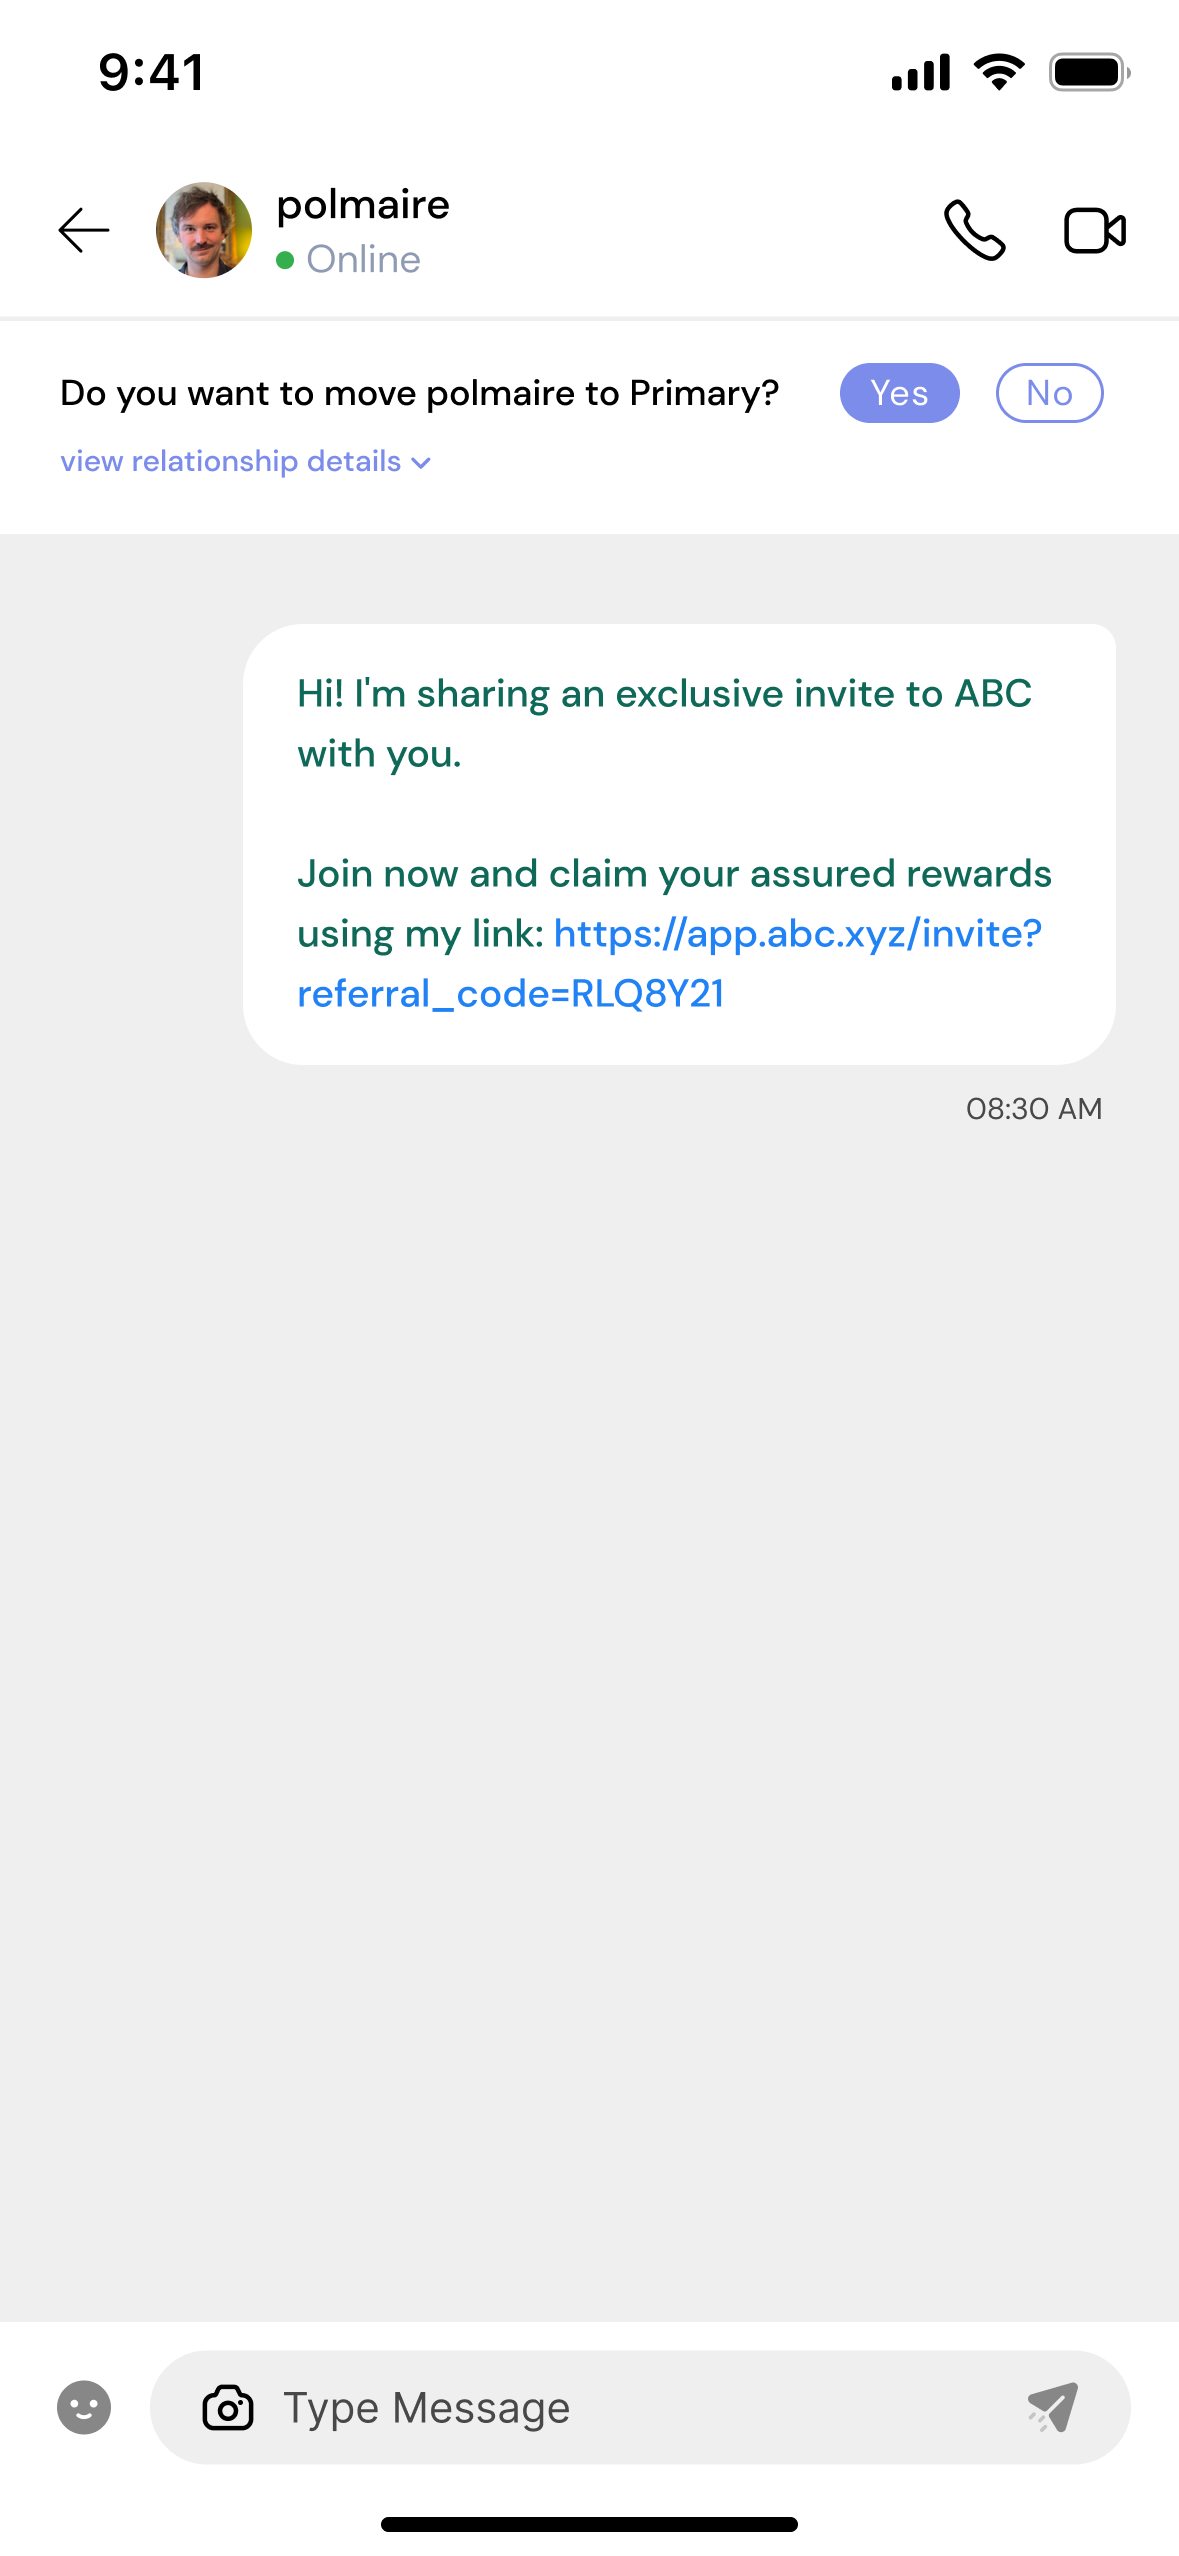 9:41
polmaire
Online
Do you want to move polmaire to Primary?
Yes
No
view relationship details
Hi! I'm sharing an exclusive invite to ABC
with you.
Join now and claim your assured rewards
using my link: https://app.abc.xyz/invite?
referral_code=RLQ8Y21
08:30 AM
Type Message